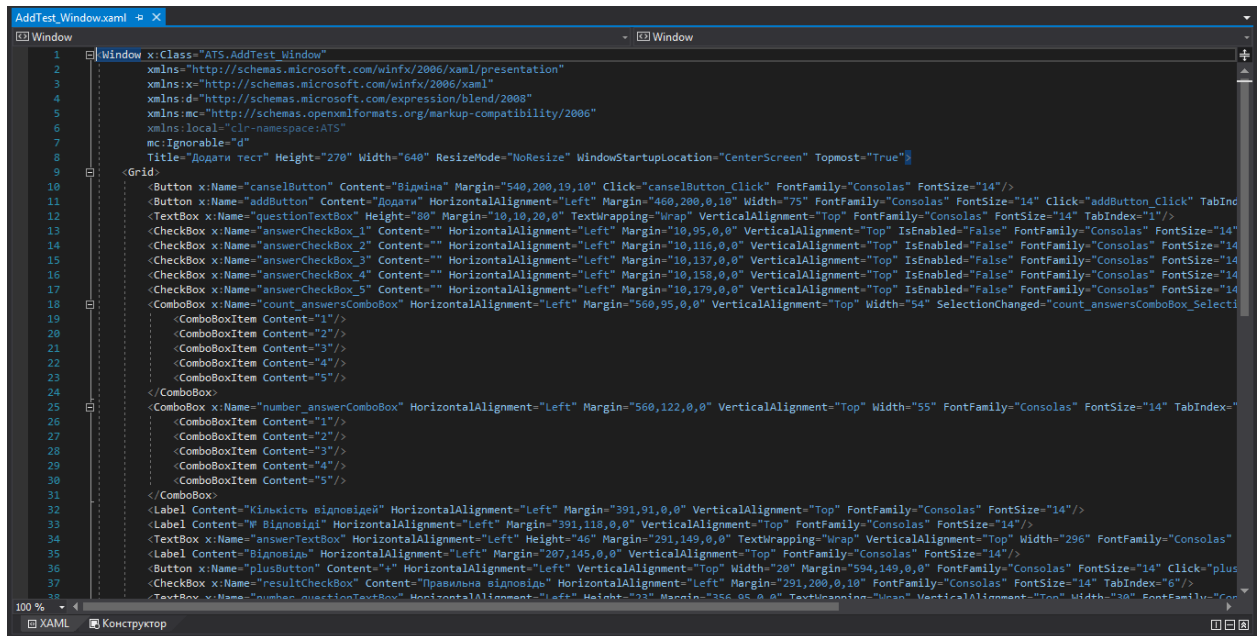 AddTest_Window.xaml
Window Window
1 <Window x:Class="ATS.AddTest_Window"
2 xmlns="http://schemas.microsoft.com/winfx/2006/xaml/presentation"
3 xmlns:x="http://schemas.microsoft.com/winfx/2006/xaml"
4 xmlns:d="http://schemas.microsoft.com/expression/blend/2008"
5 xmlns:mc="http://schemas.openxmlformats.org/markup-compatibility/2006"
6 xmlns:local="clr-namespace:ATS"
7 mc:Ignorable="d"
8 Title="Додати тест" Height="270" Width="640" ResizeMode="NoResize" WindowStartupLocation="CenterScreen" Topmost="True">
9 <Grid>
10 <Button x:Name="canselButton" Content="Відміна" Margin="540,200,19,10" Click="canselButton_Click" FontFamily="Consolas" FontSize="14"/>
11 <Button x:Name="addButton" Content="Додати" HorizontalAlignment="Left" Margin="460,200,0,10" Width="75" FontFamily="Consolas" FontSize="14" Click="addButton_Click" TabInd
12 <TextBox x:Name="questionTextBox" Height="80" Margin="10,10,20,0" TextWrapping="Wrap" VerticalAlignment="Top" FontFamily="Consolas" FontSize="14" TabIndex="1"/>
13 <CheckBox x:Name="answerCheckBox_1" Content="" HorizontalAlignment="Left" Margin="10,95,0,0" VerticalAlignment="Top" IsEnabled="False" FontFamily="Consolas" FontSize="14"
14 <CheckBox x:Name="answerCheckBox_2" Content="" HorizontalAlignment="Left" Margin="10,116,0,0" VerticalAlignment="Top" IsEnabled="False" FontFamily="Consolas" FontSize="14
15 <CheckBox x:Name="answerCheckBox_3" Content="" HorizontalAlignment="Left" Margin="10,137,0,0" VerticalAlignment="Top" IsEnabled="False" FontFamily="Consolas" FontSize="14
16 <CheckBox x:Name="answerCheckBox_4" Content="" HorizontalAlignment="Left" Margin="10,158,0,0" VerticalAlignment="Top" IsEnabled="False" FontFamily="Consolas" FontSize="14
17 <CheckBox x:Name="answerCheckBox_5" Content="" HorizontalAlignment="Left" Margin="10,179,0,0" VerticalAlignment="Top" IsEnabled="False" FontFamily="Consolas" FontSize="14
18 <ComboBox x:Name="count_answersComboBox" HorizontalAlignment="Left" Margin="560,95,0,0" VerticalAlignment="Top" Width="54" SelectionChanged="count_answersComboBox_Selecti
19 <ComboBoxItem Content="1"/>
20 <ComboBoxItem Content="2"/>
21 <ComboBoxItem Content="3"/>
22 <ComboBoxItem Content="4"/>
23 <ComboBoxItem Content="5"/>
24 </ComboBox>
25 <ComboBox x:Name="number_answerComboBox" HorizontalAlignment="Left" Margin="560,122,0,0" VerticalAlignment="Top" Width="55" FontFamily="Consolas" FontSize="14" TabIndex="
26 <ComboBoxItem Content="1"/>
27 <ComboBoxItem Content="2"/>
28 <ComboBoxItem Content="3"/>
29 <ComboBoxItem Content="4"/>
30 <ComboBoxItem Content="5"/>
31 </ComboBox>
32 <Label Content="Кількість відповідей" HorizontalAlignment="Left" Margin="391,91,0,0" VerticalAlignment="Top" FontFamily="Consolas" FontSize="14"/>
33 <Label Content="№ Відповіді" HorizontalAlignment="Left" Margin="391,118,0,0" VerticalAlignment="Top" FontFamily="Consolas" FontSize="14"/>
34 <TextBox x:Name="answerTextBox" HorizontalAlignment="Left" Height="46" Margin="291,149,0,0" TextWrapping="Wrap" VerticalAlignment="Top" Width="296" FontFamily="Consolas"
35 <Label Content="Відповідь" HorizontalAlignment="Left" Margin="207,145,0,0" VerticalAlignment="Top" FontFamily="Consolas" FontSize="14"/>
36 <Button x:Name="plusButton" Content="+" HorizontalAlignment="Left" VerticalAlignment="Top" Width="20" Margin="594,149,0,0" FontFamily="Consolas" FontSize="14" Click="plus
37 <CheckBox x:Name="resultCheckBox" Content="Правильна відповідь" HorizontalAlignment="Left" Margin="291,200,0,10" FontFamily="Consolas" FontSize="14" TabIndex="6"/>
38 <TextBox x:Name="number_questionTextBox" HorizontalAlignment="Left" Height="23" Margin="356,95,0,0" TextWrapping="Wrap" VerticalAlignment="Top" Width="30" FontFamily="Con
100 %
XAML Конструктор